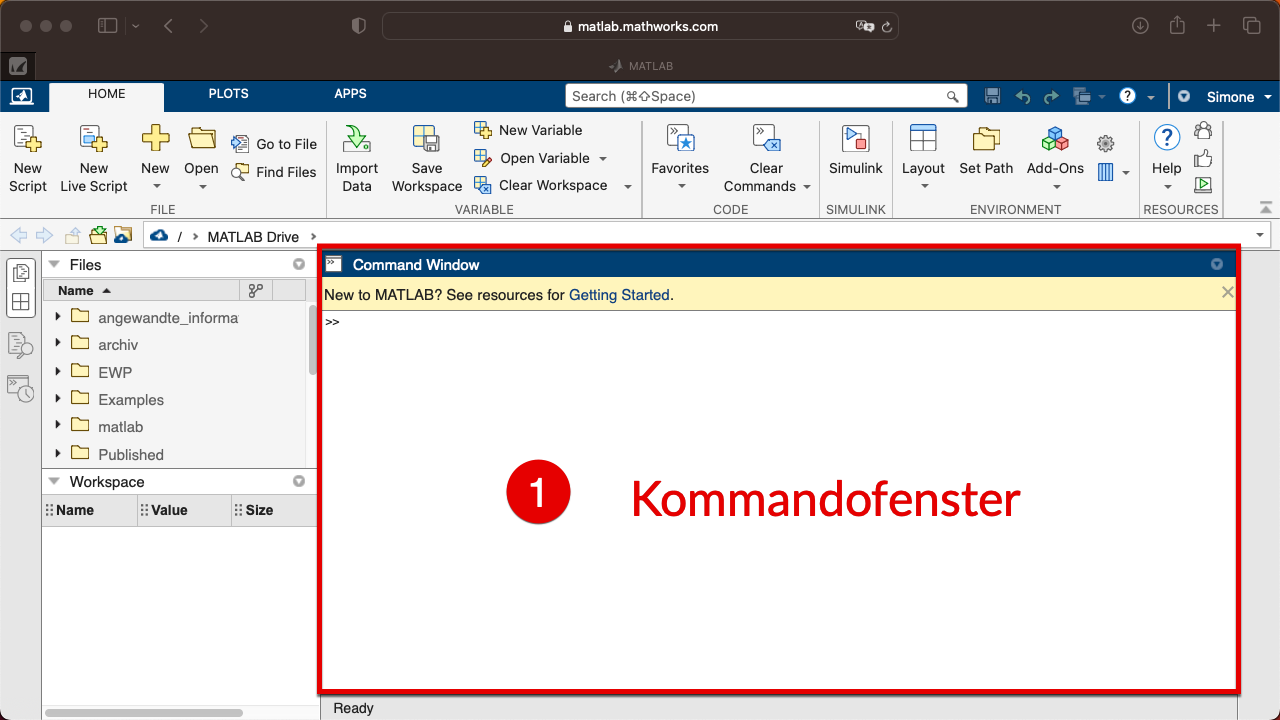 matlab.mathworks.com
MATLAB
HOME PLOTS APPS Search (⌘⇧Space) Simone
New Script
New Live Script
New
Open
Go to File
Find Files
FILE
Import Data
Save Workspace
New Variable
Open Variable
Clear Workspace
VARIABLE
Favorites
Clear Commands
CODE
Simulink
SIMULINK
Layout
Set Path
Add-Ons
ENVIRONMENT
? Help
RESOURCES
/ › MATLAB Drive ›
Files
Name
angewandte_informa
archiv
EWP
Examples
matlab
Published
Workspace
Name Value Size
Command Window
New to MATLAB? See resources for Getting Started.
>>
1 Kommandofenster
Ready